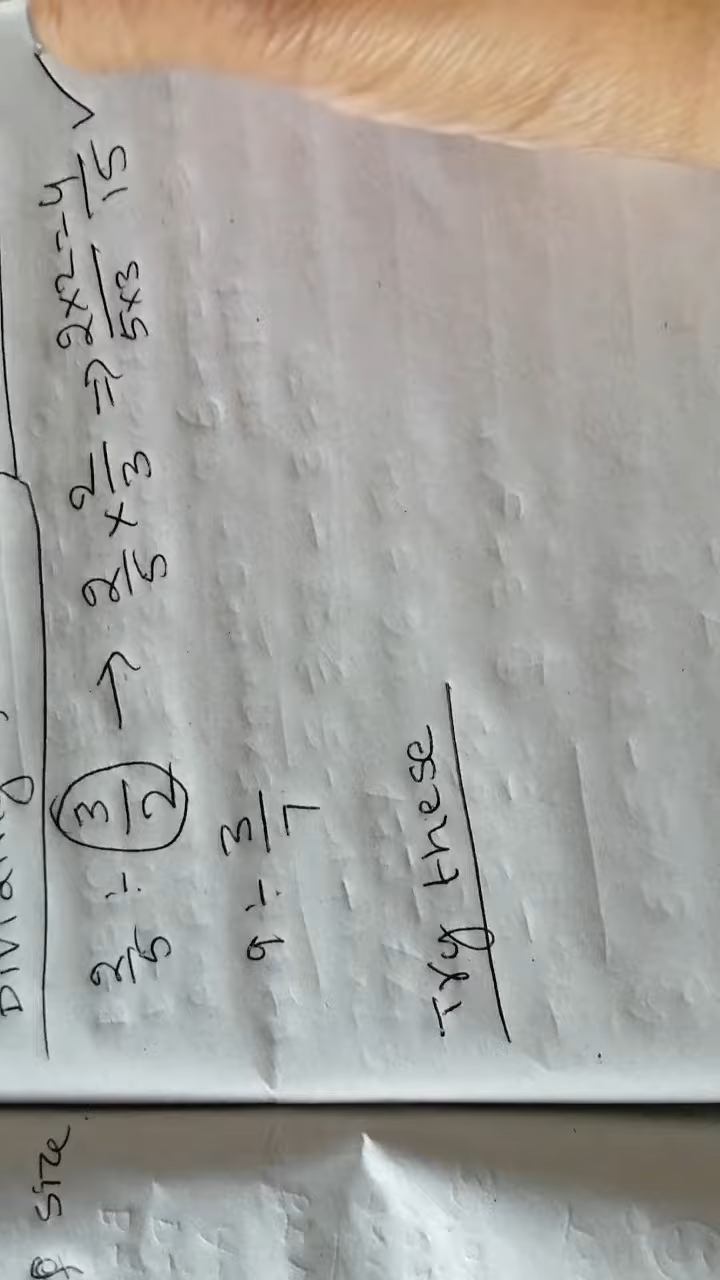 2/5 ÷ 3/2 → 2/5 × 2/3 ⇒ 2×2/5×3 = 4/15 ✓
9 ÷ 3/7
Try these
size